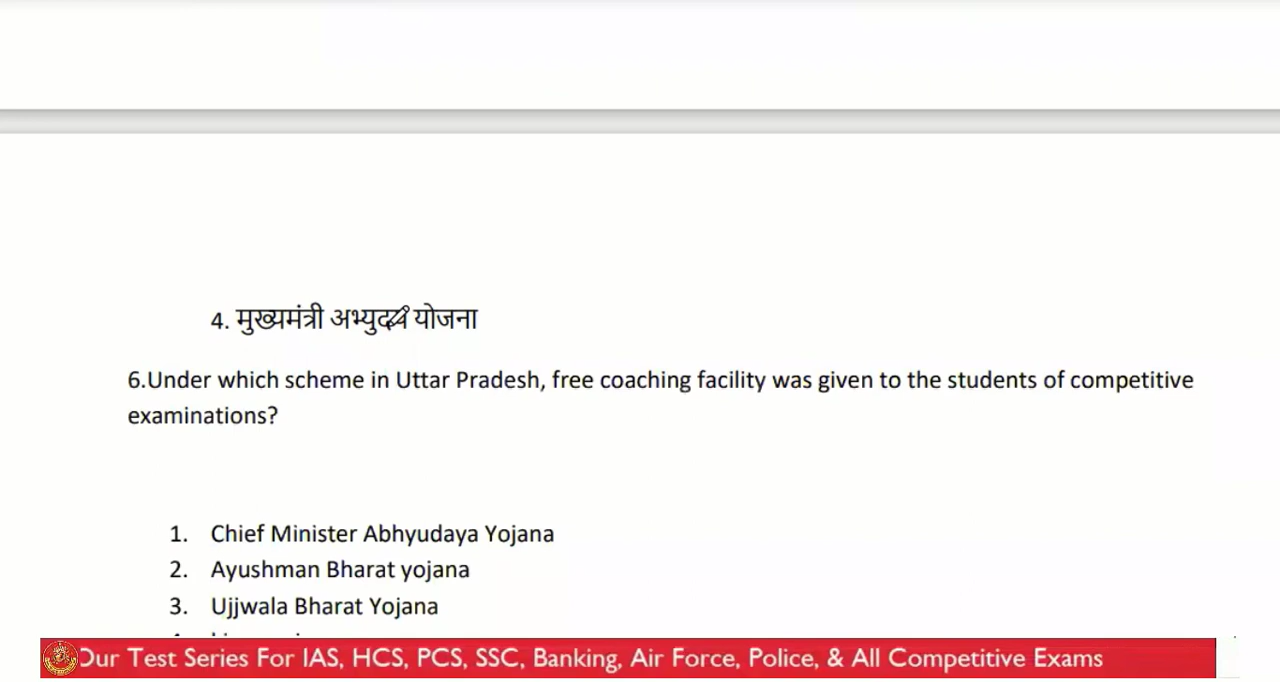 4. मुख्यमंत्री अभ्युदय योजना
6.Under which scheme in Uttar Pradesh, free coaching facility was given to the students of competitive
examinations?
1. Chief Minister Abhyudaya Yojana
2. Ayushman Bharat yojana
3. Ujjwala Bharat Yojana
Our Test Series For IAS, HCS, PCS, SSC, Banking, Air Force, Police, & All Competitive Exams